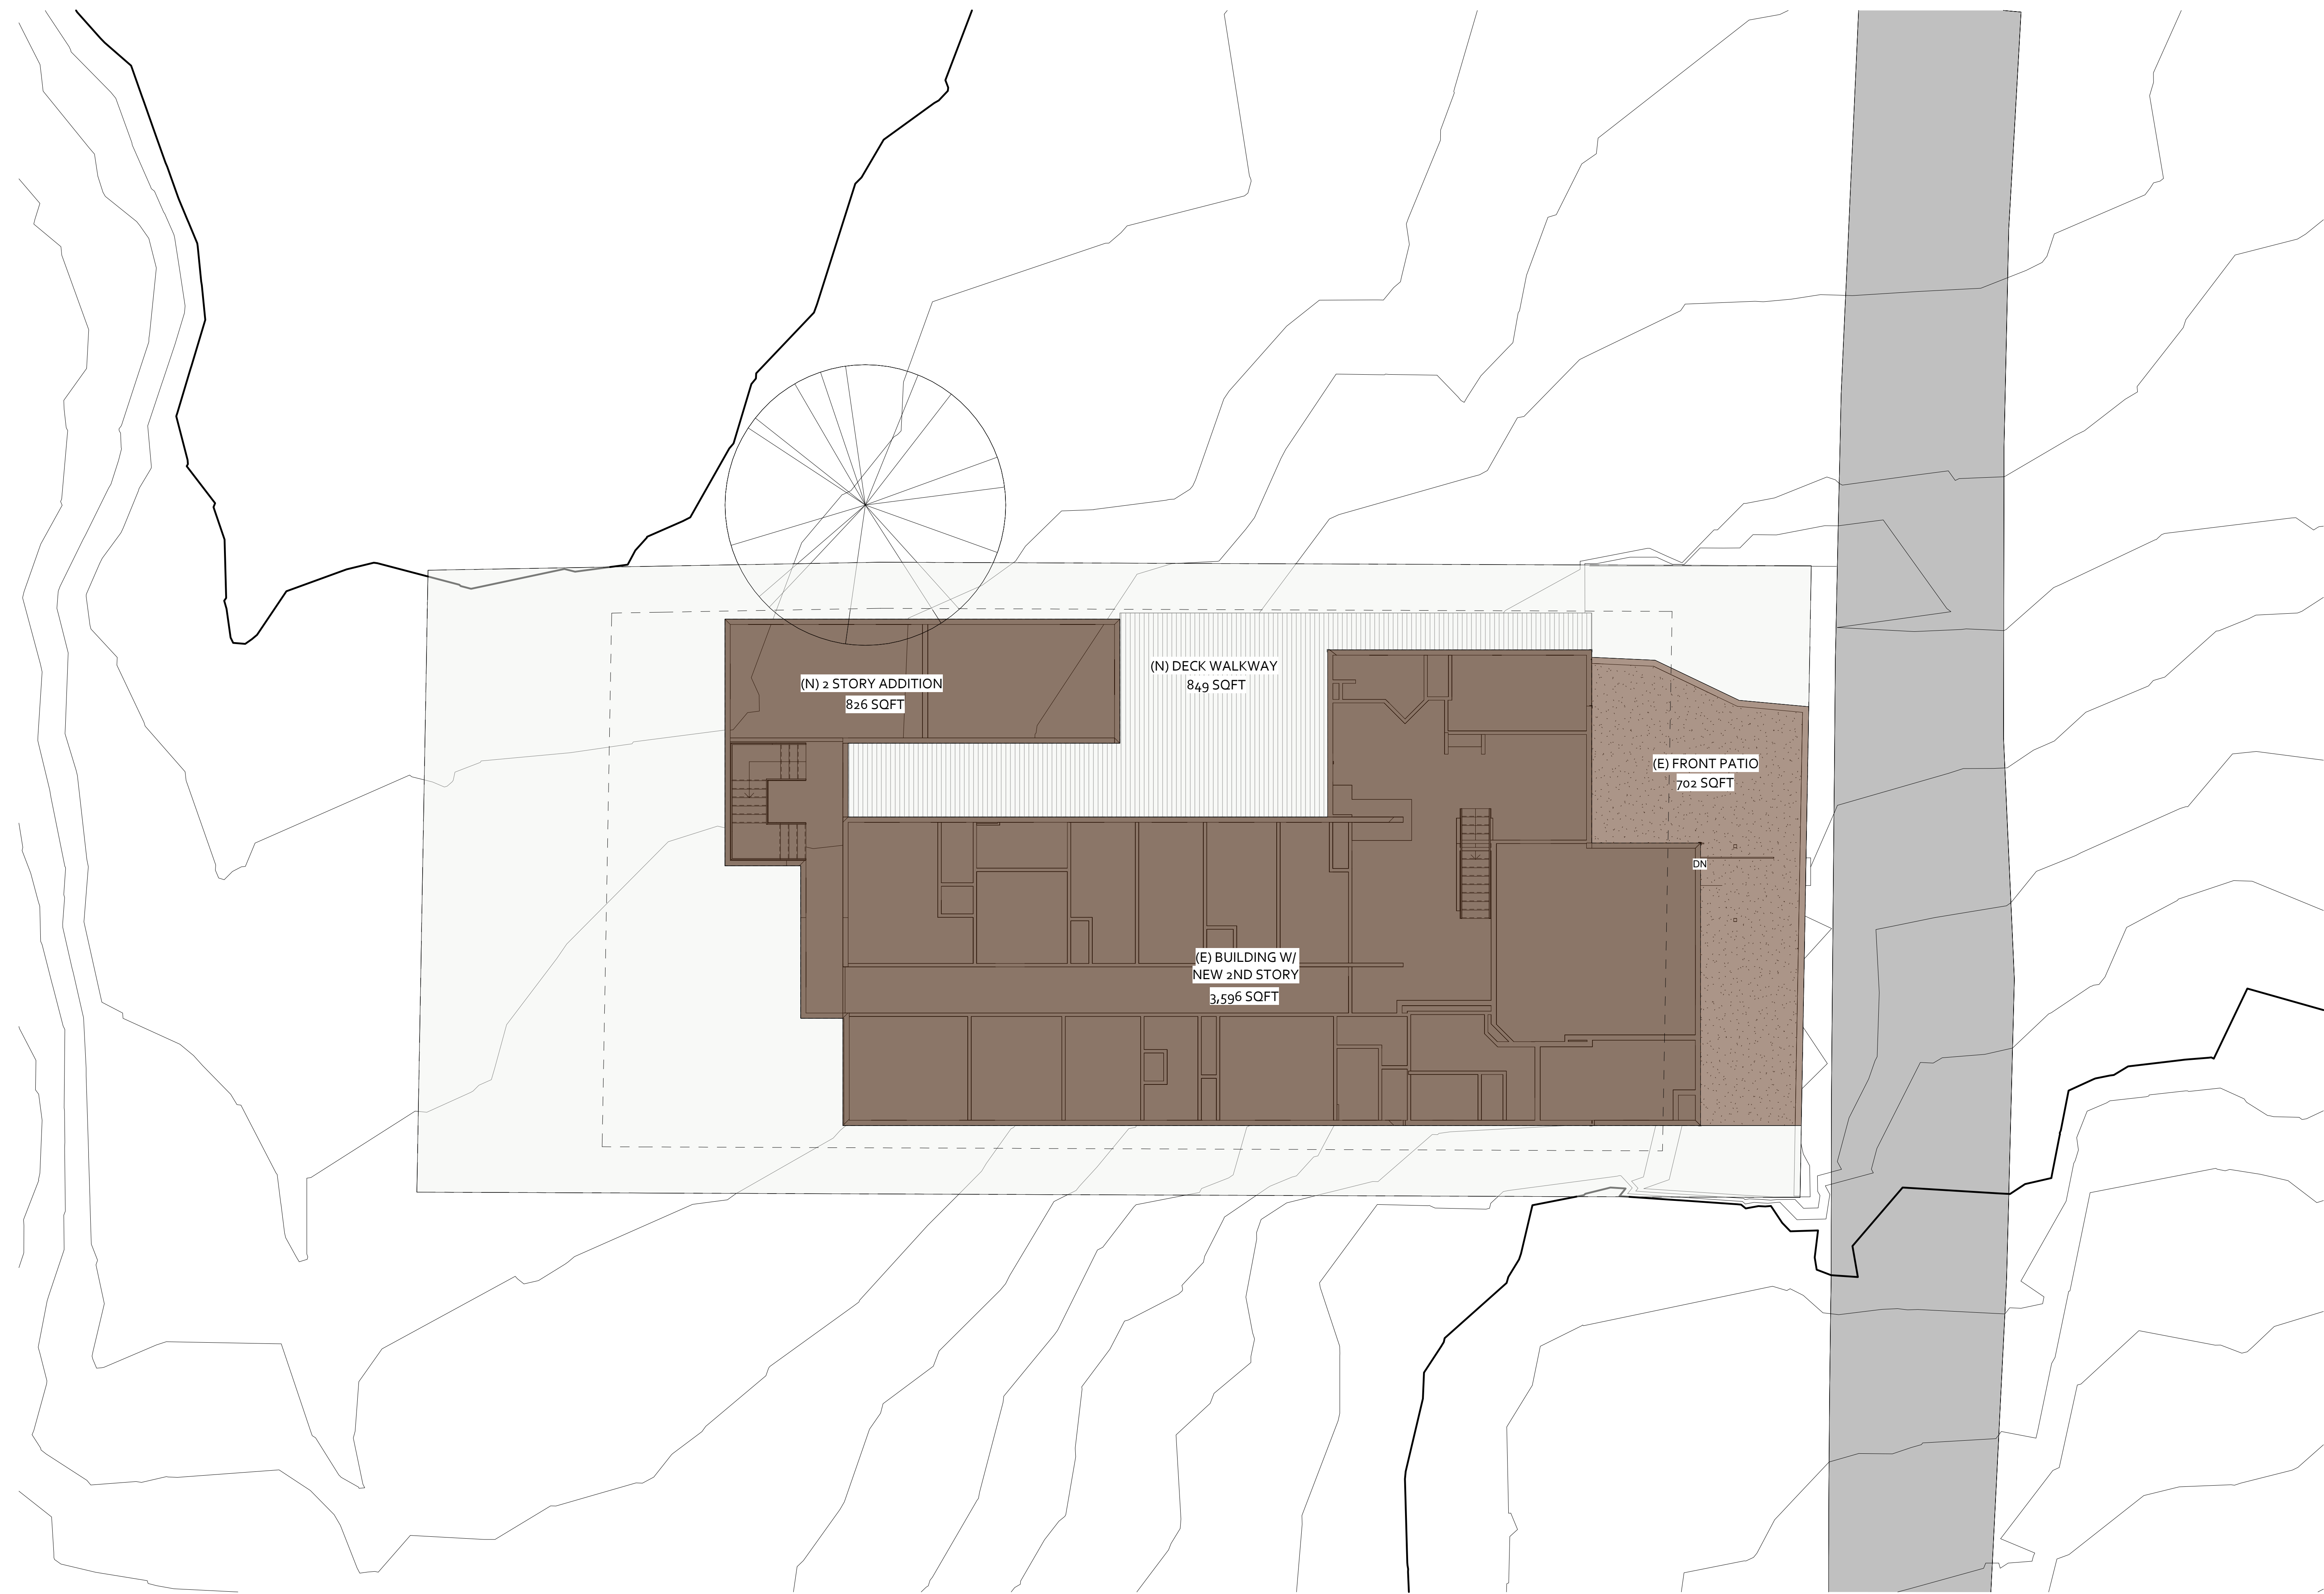 (N) DECK WALKWAY
849 SQFT
(N) 2 STORY ADDITION
826 SQFT
(E) FRONT PATIO
702 SQFT
DN
(E) BUILDING W/
NEW 2ND STORY
3,596 SQFT